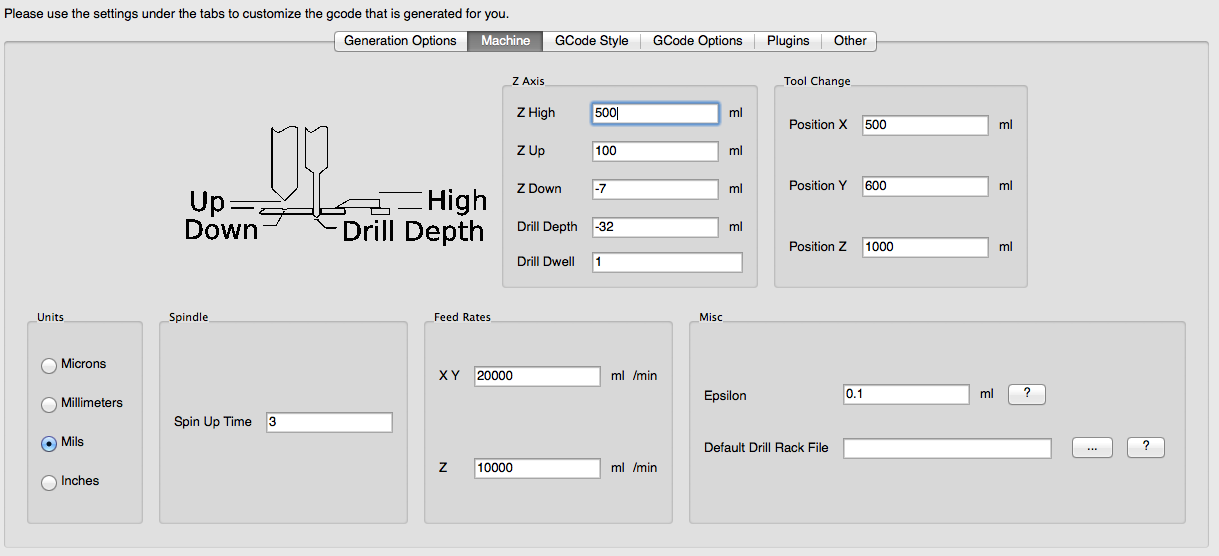 Please use the settings under the tabs to customize the gcode that is generated for you.
Generation Options Machine GCode Style GCode Options Plugins Other
Up
Down
High
Drill Depth
Z Axis
Z High 500 ml
Z Up 100 ml
Z Down -7 ml
Drill Depth -32 ml
Drill Dwell 1
Tool Change
Position X 500 ml
Position Y 600 ml
Position Z 1000 ml
Units
Microns
Millimeters
Mils
Inches
Spindle
Spin Up Time 3
Feed Rates
X Y 20000 ml /min
Z 10000 ml /min
Misc
Epsilon 0.1 ml ?
Default Drill Rack File ... ?